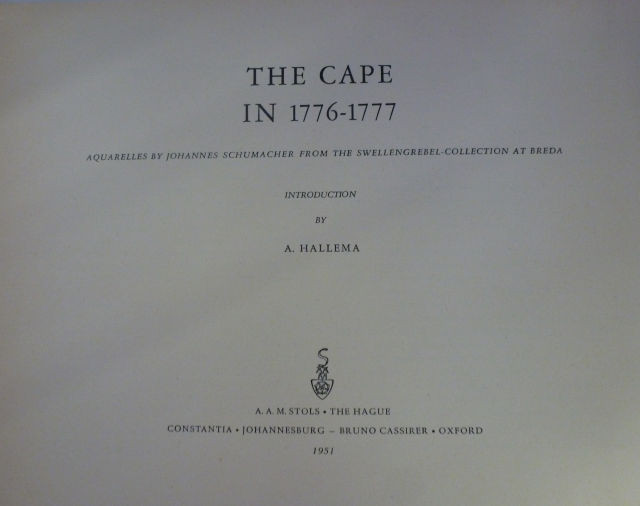 THE CAPE
IN 1776-1777
AQUARELLES BY JOHANNES SCHUMACHER FROM THE SWELLENGREBEL-COLLECTION AT BREDA
INTRODUCTION
BY
A. HALLEMA
A. A. M. STOLS • THE HAGUE
CONSTANTIA • JOHANNESBURG – BRUNO CASSIRER • OXFORD
1951